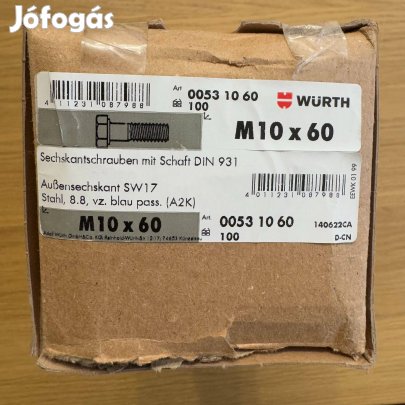 Jófogás
Art 0053 10 60
100
WÜRTH
4 011231 087988
M10 x 60
Sechskantschrauben mit Schaft DIN 931
4 011231 087988
EEWX 0199
Außensechskant SW17
Stahl, 8.8, vz. blau pass. (A2K)
M10 x 60
Art. 0053 10 60
100
140622CA
D-CN